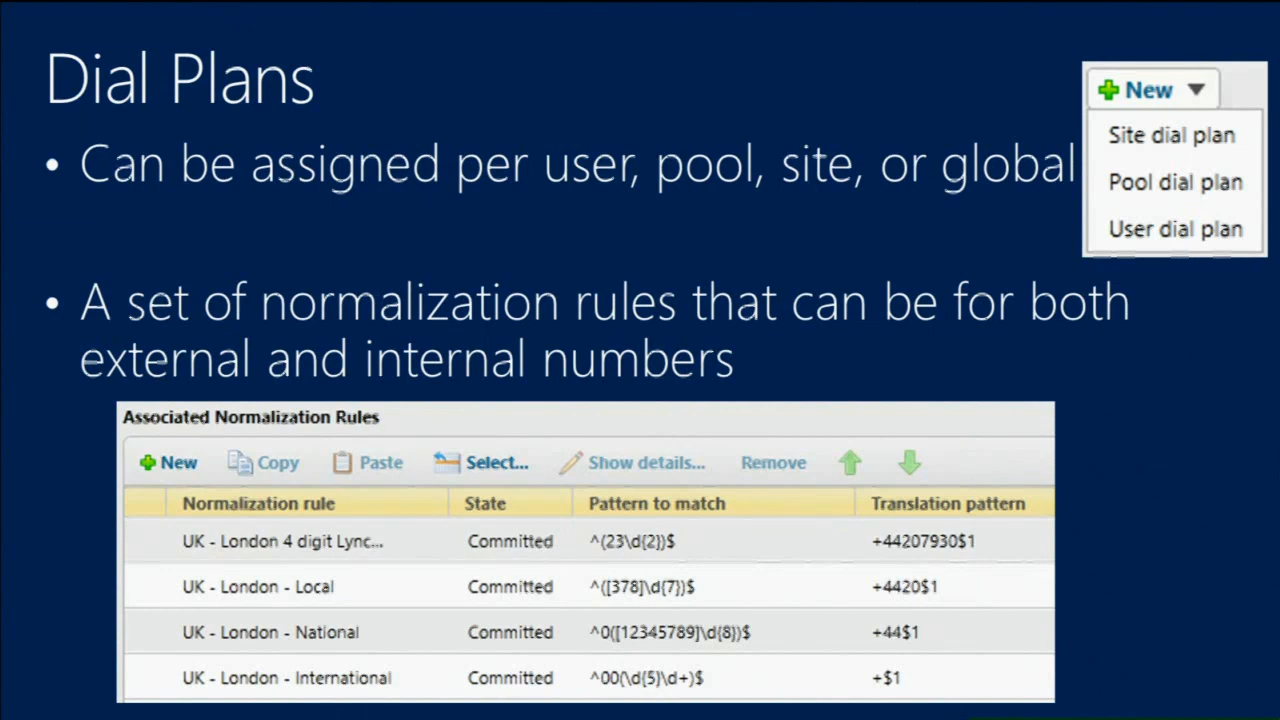 Dial Plans
• Can be assigned per user, pool, site, or global
New
Site dial plan
Pool dial plan
User dial plan
• A set of normalization rules that can be for both
external and internal numbers
Associated Normalization Rules
New Copy Paste Select... Show details... Remove
Normalization rule State Pattern to match Translation pattern
UK - London 4 digit Lync... Committed ^(23\d{2})$ +44207930$1
UK - London - Local Committed ^([378]\d{7})$ +4420$1
UK - London - National Committed ^0([12345789]\d{8})$ +44$1
UK - London - International Committed ^00(\d{5}\d+)$ +$1